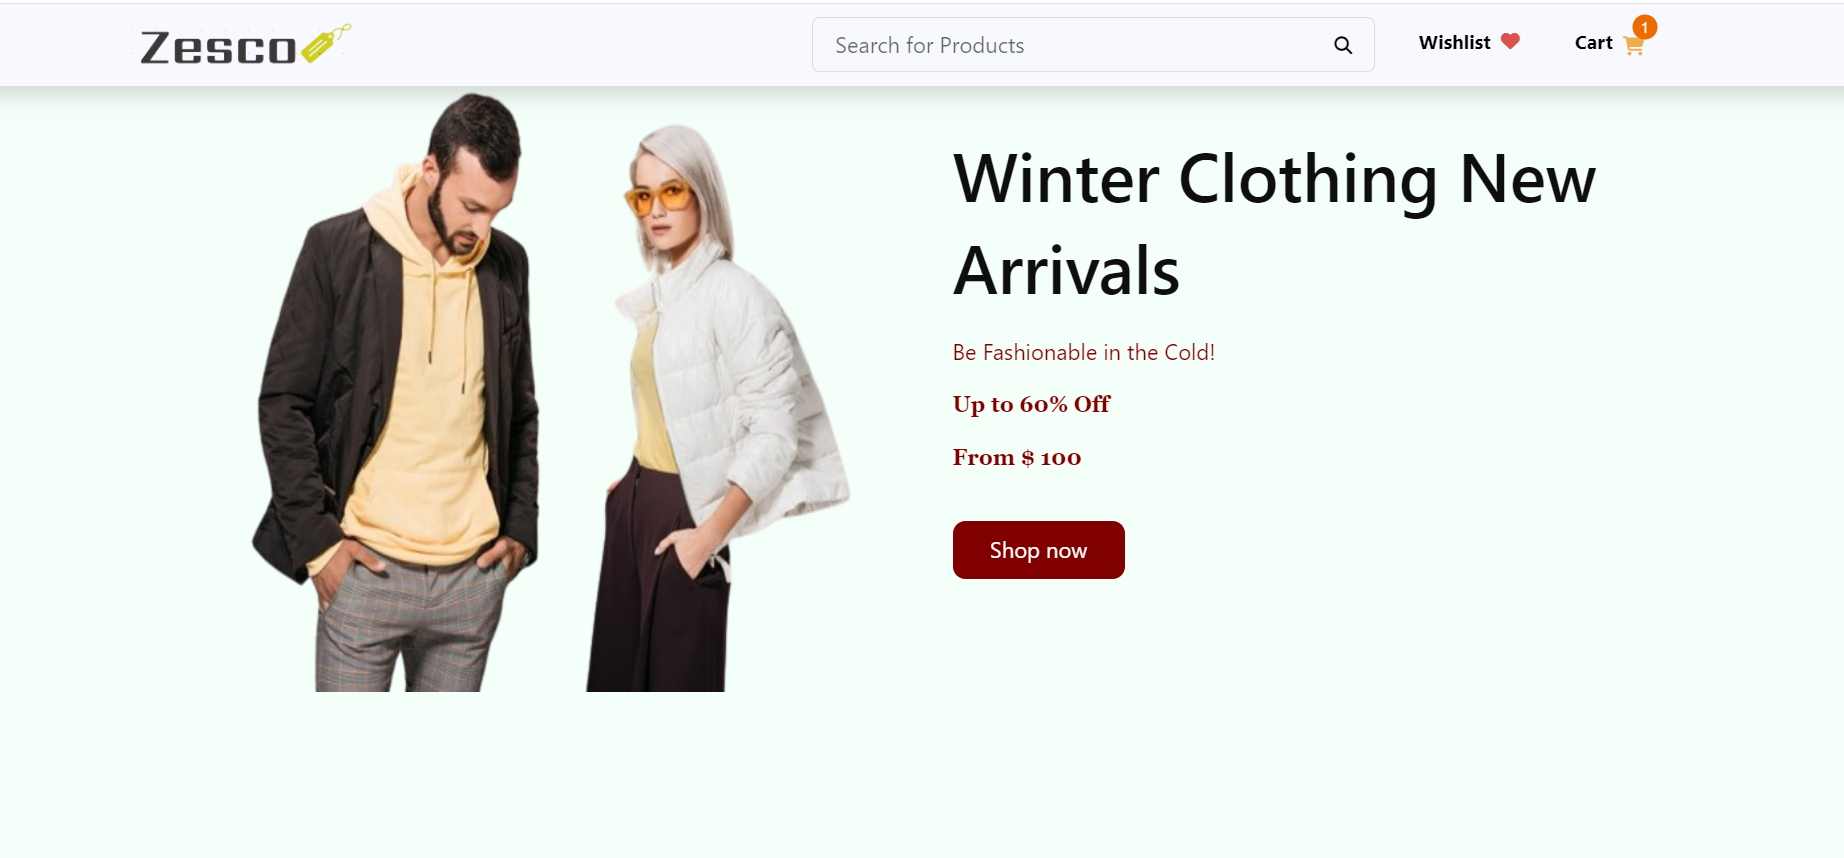 Zesco
Search for Products
Wishlist
Cart
1
Winter Clothing New
Arrivals
Be Fashionable in the Cold!
Up to 60% Off
From $ 100
Shop now